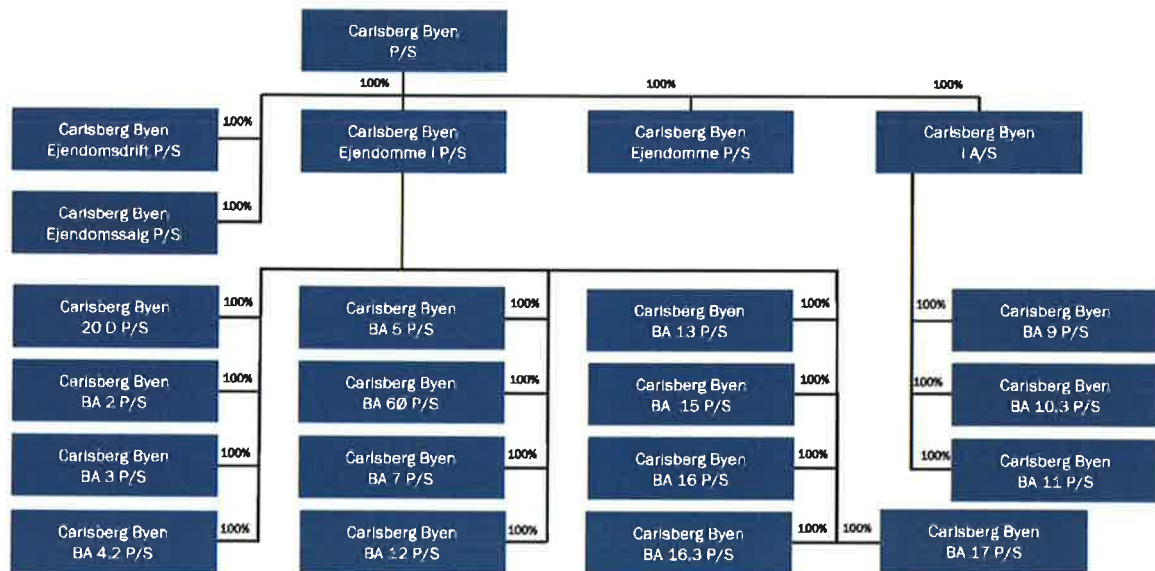 Carlsberg Byen
P/S
100%
100%
100%
Carlsberg Byen
Ejendomsdrift P/S
100%
Carlsberg Byen
Ejendomme I P/S
Carlsberg Byen
Ejendomme P/S
Carlsberg Byen
I A/S
Carlsberg Byen
Ejendomssalg P/S
100%
Carlsberg Byen
20 D P/S
100%
Carlsberg Byen
BA 5 P/S
100%
Carlsberg Byen
BA 13 P/S
100%
100%
Carlsberg Byen
BA 9 P/S
Carlsberg Byen
BA 2 P/S
100%
Carlsberg Byen
BA 6Ø P/S
100%
Carlsberg Byen
BA 15 P/S
100%
100%
Carlsberg Byen
BA 10.3 P/S
Carlsberg Byen
BA 3 P/S
100%
Carlsberg Byen
BA 7 P/S
100%
Carlsberg Byen
BA 16 P/S
100%
100%
Carlsberg Byen
BA 11 P/S
Carlsberg Byen
BA 4.2 P/S
100%
Carlsberg Byen
BA 12 P/S
100%
Carlsberg Byen
BA 16.3 P/S
100%
100%
Carlsberg Byen
BA 17 P/S